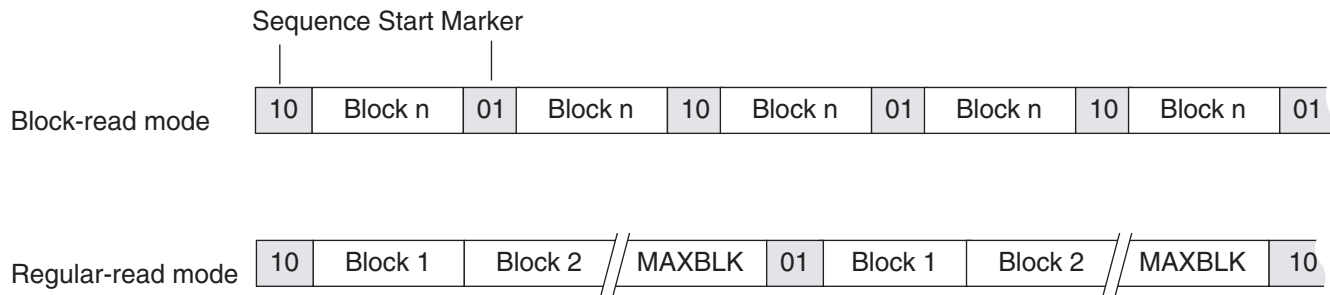 Sequence Start Marker
Block-read mode 10 Block n 01 Block n 10 Block n 01 Block n 10 Block n 01
Regular-read mode 10 Block 1 Block 2 MAXBLK 01 Block 1 Block 2 MAXBLK 10